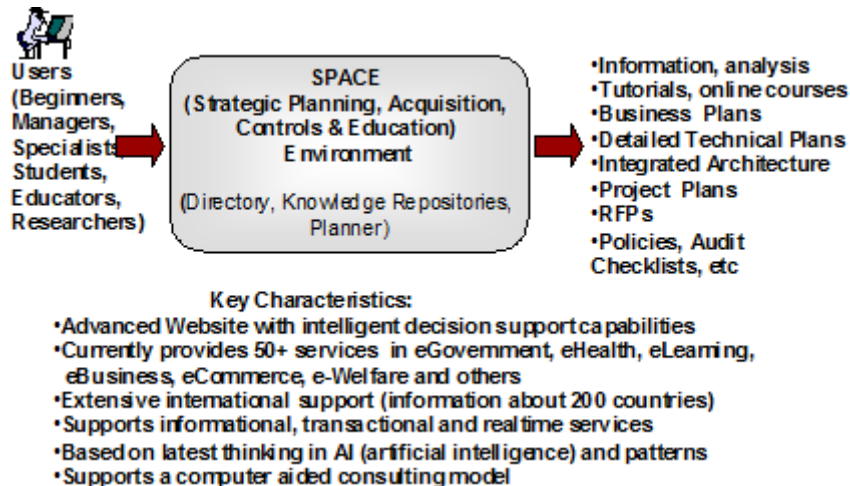 Users
(Beginners,
Managers,
Specialists,
Students,
Educators,
Researchers)
SPACE
(Strategic Planning, Acquisition,
Controls & Education)
Environment
(Directory, Knowledge Repositories,
Planner)
•Information, analysis
•Tutorials, online courses
•Business Plans
•Detailed Technical Plans
•Integrated Architecture
•Project Plans
•RFPs
•Policies, Audit
Checklists, etc
Key Characteristics:
•Advanced Website with intelligent decision support capabilities
•Currently provides 50+ services in eGovernment, eHealth, eLearning,
eBusiness, eCommerce, e-Welfare and others
•Extensive international support (information about 200 countries)
•Supports informational, transactional and realtime services
•Based on latest thinking in AI (artificial intelligence) and patterns
•Supports a computer aided consulting model